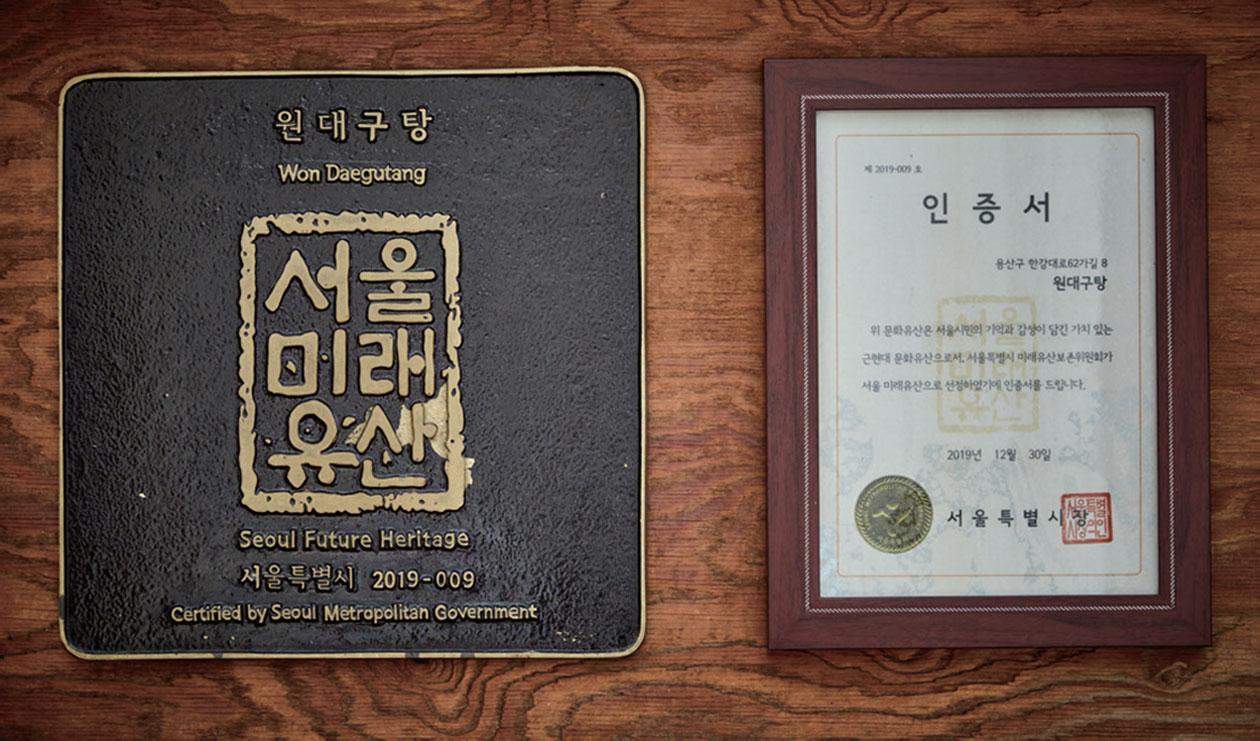 원대구탕
Won Daegutang
서울
미래
유산
Seoul Future Heritage
서울특별시 2019-009
Certified by Seoul Metropolitan Government
제 2019-009 호
인증서
용산구 한강대로62가길 8
원대구탕
위 문화유산은 서울시민의 기억과 감성이 담긴 가치 있는
근현대 문화유산으로서, 서울특별시 미래유산보존위원회가
서울 미래유산으로 선정하였기에 인증서를 드립니다.
서울
미래
유산
2019년 12월 30일
서울특별시장